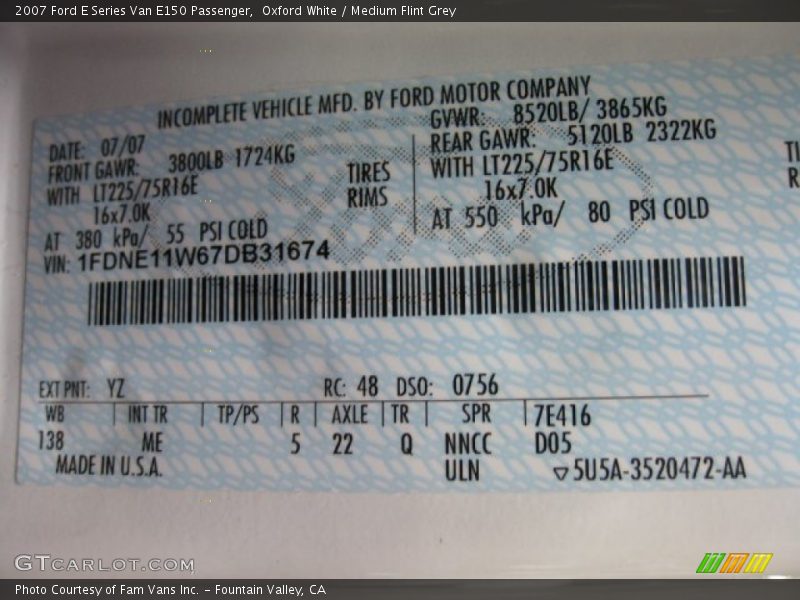 2007 Ford E Series Van E150 Passenger,  Oxford White / Medium Flint Grey
INCOMPLETE VEHICLE MFD. BY FORD MOTOR COMPANY
DATE: 07/07
GVWR: 8520LB/ 3865KG
FRONT GAWR: 3800LB 1724KG
REAR GAWR: 5120LB 2322KG
WITH LT225/75R16E
TIRES
WITH LT225/75R16E
16x7.0K
RIMS
16x7.0K
AT 380 kPa/ 55 PSI COLD
AT 550 kPa/ 80 PSI COLD
VIN: 1FDNE11W67DB31674
EXT PNT: YZ
RC: 48 DSO: 0756
WB | INT TR | TP/PS | R | AXLE | TR | SPR | 7E416
138 ME 5 22 Q NNCC D05
MADE IN U.S.A.
ULN
▽5U5A-3520472-AA
GTCARLOT.COM
Photo Courtesy of Fam Vans Inc. – Fountain Valley, CA